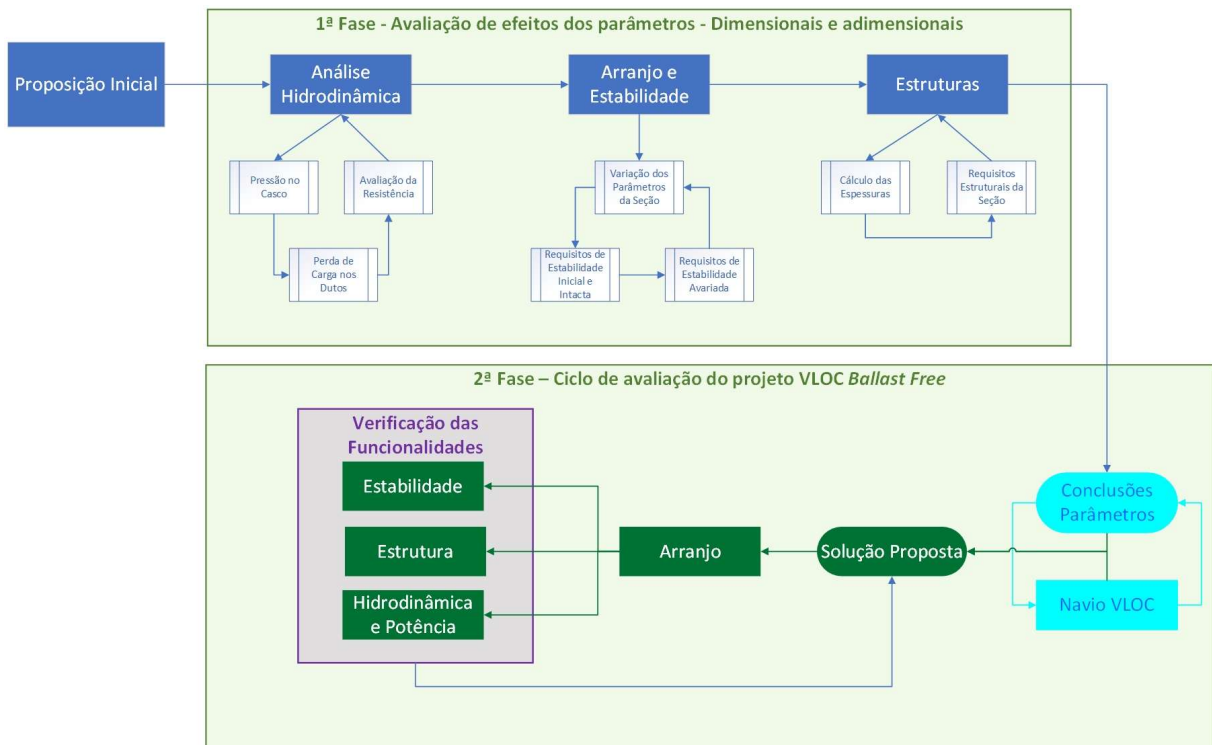 1ª Fase - Avaliação de efeitos dos parâmetros - Dimensionais e adimensionais
Proposição Inicial
Análise
Hidrodinâmica
Arranjo e
Estabilidade
Estruturas
Pressão no
Casco
Avaliação da
Resistência
Perda de
Carga nos
Dutos
Variação dos
Parâmetros
da Seção
Requisitos de
Estabilidade
Inicial e
Intacta
Requisitos de
Estabilidade
Avariada
Cálculo das
Espessuras
Requisitos
Estruturais da
Seção
2ª Fase – Ciclo de avaliação do projeto VLOC Ballast Free
Verificação das
Funcionalidades
Estabilidade
Estrutura
Hidrodinâmica
e Potência
Arranjo
Solução Proposta
Conclusões
Parâmetros
Navio VLOC